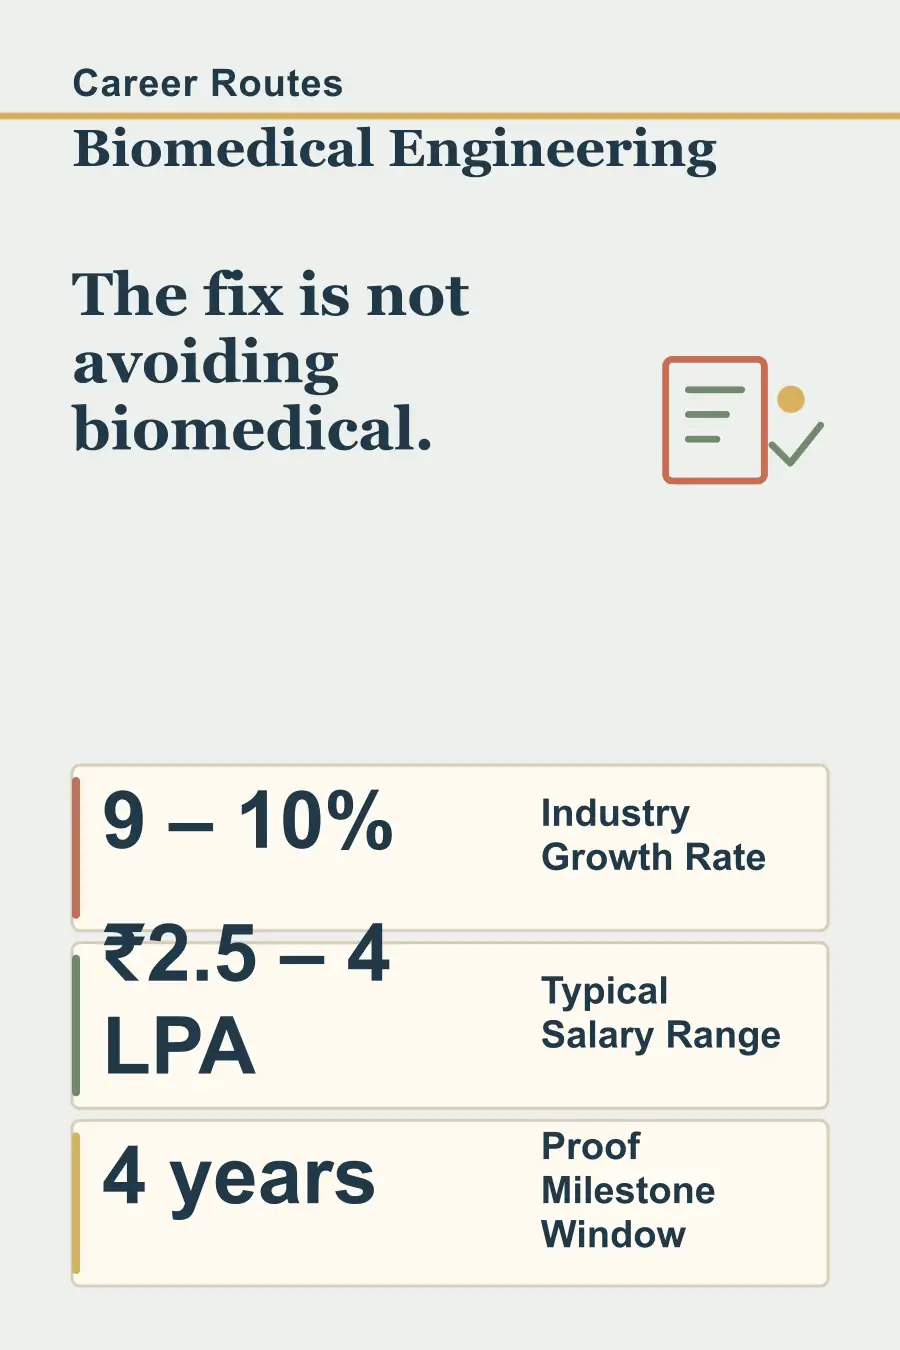 Career Routes
Biomedical Engineering
The fix is not
avoiding
biomedical.
9 – 10%
Industry
Growth Rate
₹2.5 – 4
LPA
Typical
Salary Range
4 years
Proof
Milestone
Window